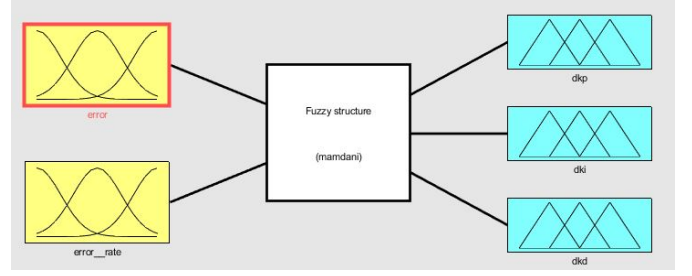 error
error__rate
Fuzzy structure
(mamdani)
dkp
dki
dkd